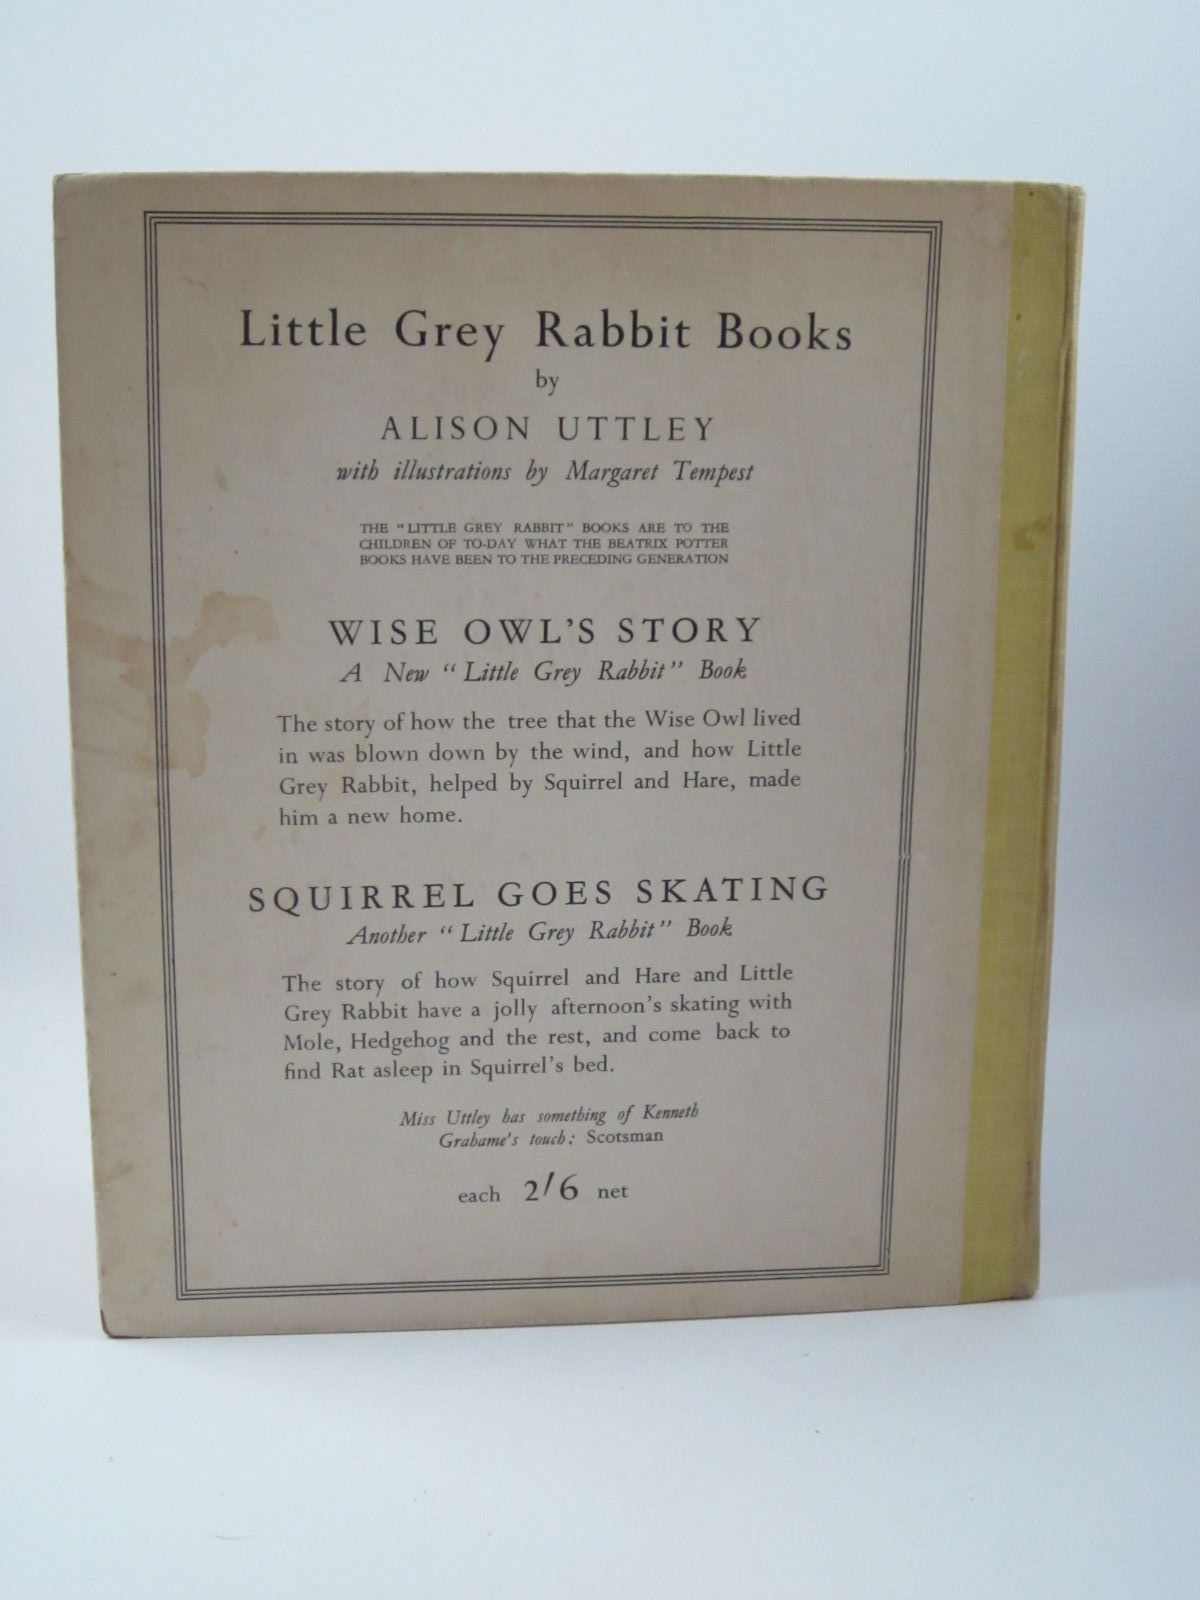 Little Grey Rabbit Books
by
ALISON UTTLEY
with illustrations by Margaret Tempest
THE "LITTLE GREY RABBIT" BOOKS ARE TO THE
CHILDREN OF TO-DAY WHAT THE BEATRIX POTTER
BOOKS HAVE BEEN TO THE PRECEDING GENERATION
WISE OWL'S STORY
A New "Little Grey Rabbit" Book
The story of how the tree that the Wise Owl lived
in was blown down by the wind, and how Little
Grey Rabbit, helped by Squirrel and Hare, made
him a new home.
SQUIRREL GOES SKATING
Another "Little Grey Rabbit" Book
The story of how Squirrel and Hare and Little
Grey Rabbit have a jolly afternoon's skating with
Mole, Hedgehog and the rest, and come back to
find Rat asleep in Squirrel's bed.
Miss Uttley has something of Kenneth
Grahame's touch: Scotsman
each 2/6 net